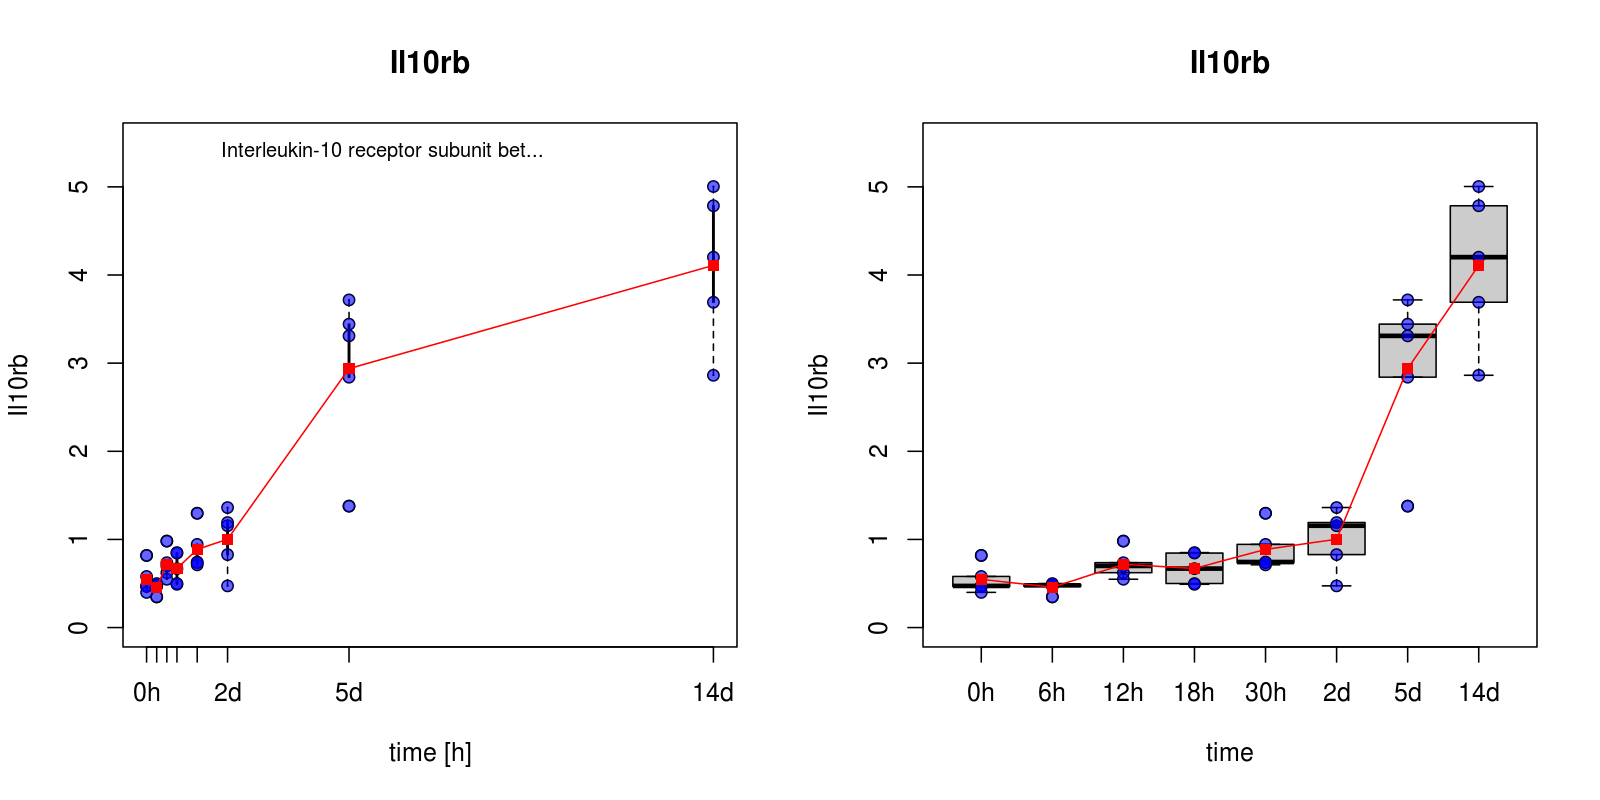 Il10rb
Interleukin-10 receptor subunit bet...
Il10rb
0
1
2
3
4
5
0h
2d
5d
14d
time [h]
Il10rb
Il10rb
0
1
2
3
4
5
0h
6h
12h
18h
30h
2d
5d
14d
time